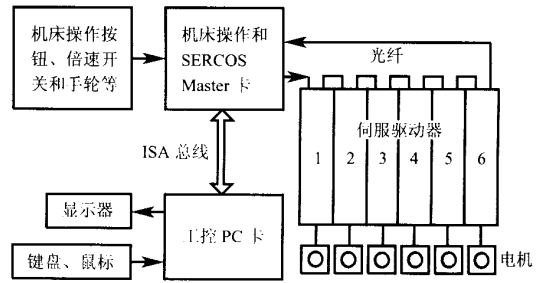 机床操作按
钮、倍速开
关和手轮等
机床操作和
SERCOS
Master 卡
光纤
伺服驱动器
1 2 3 4 5 6
ISA 总线
显示器
工控 PC 卡
键盘、鼠标
电机